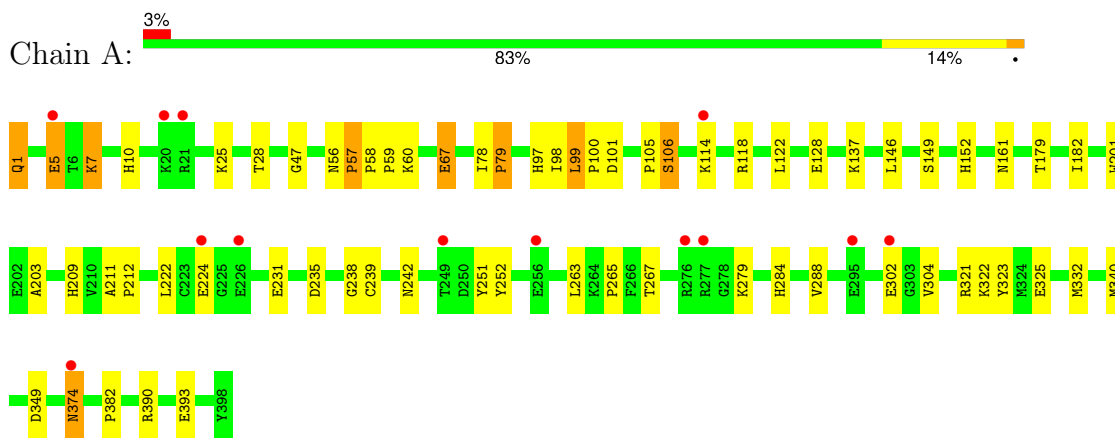 3%
Chain A:
83% 14% •
Q1 E5 T6 K7 H10 K20 R21 K25 T28 G47 N56 P57 P58 P59 K60 E67 I78 P79 H97 I98 L99 P100 D101 P105 S106 K114 R118 L122 E128 K137 L146 S149 H152 N161 T179 I182
E202 A203 H209 V210 A211 P212 L222 C223 E224 G225 E226 E231 D235 G238 C239 N242 T249 D250 Y251 Y252 E256 L263 K264 P265 F266 T267 R276 R277 G278 K279 H284 V288 E295 E302 G303 V304 R321 K322 Y323 M324 E325 M332
D349 N374 P382 R390 E393 Y398